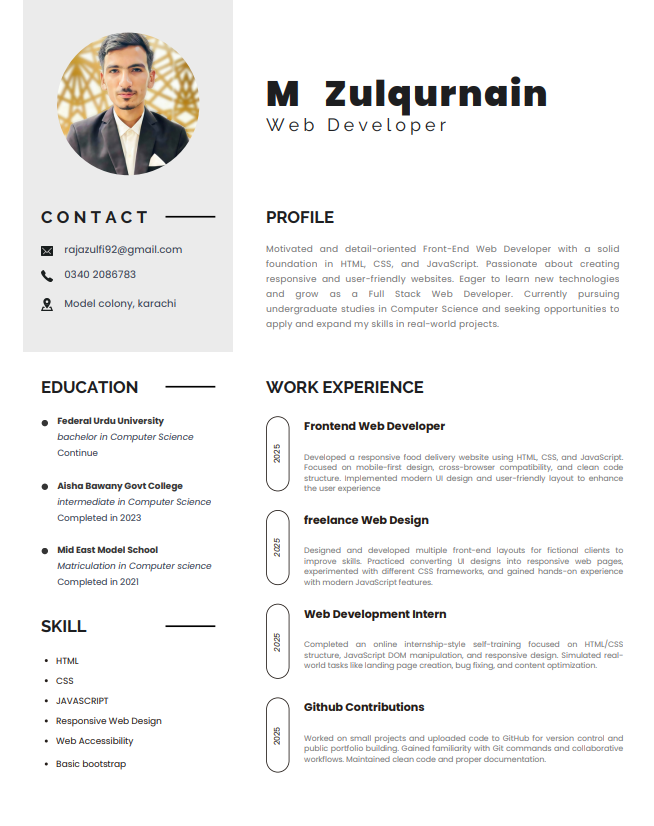 M Zulqurnain
Web Developer
CONTACT
rajazulfi92@gmail.com
0340 2086783
Model colony, karachi
PROFILE
Motivated and detail-oriented Front-End Web Developer with a solid
foundation in HTML, CSS, and JavaScript. Passionate about creating
responsive and user-friendly websites. Eager to learn new technologies
and grow as a Full Stack Web Developer. Currently pursuing
undergraduate studies in Computer Science and seeking opportunities to
apply and expand my skills in real-world projects.
EDUCATION
Federal Urdu University
bachelor in Computer Science
Continue
Aisha Bawany Govt College
intermediate in Computer Science
Completed in 2023
Mid East Model School
Matriculation in Computer science
Completed in 2021
SKILL
HTML
CSS
JAVASCRIPT
Responsive Web Design
Web Accessibility
Basic bootstrap
WORK EXPERIENCE
2025
Frontend Web Developer
Developed a responsive food delivery website using HTML, CSS, and JavaScript.
Focused on mobile-first design, cross-browser compatibility, and clean code
structure. Implemented modern UI design and user-friendly layout to enhance
the user experience
2025
freelance Web Design
Designed and developed multiple front-end layouts for fictional clients to
improve skills. Practiced converting UI designs into responsive web pages,
experimented with different CSS frameworks, and gained hands-on experience
with modern JavaScript features.
2025
Web Development Intern
Completed an online internship-style self-training focused on HTML/CSS
structure, JavaScript DOM manipulation, and responsive design. Simulated real-
world tasks like landing page creation, bug fixing, and content optimization.
2025
Github Contributions
Worked on small projects and uploaded code to GitHub for version control and
public portfolio building. Gained familiarity with Git commands and collaborative
workflows. Maintained clean code and proper documentation.